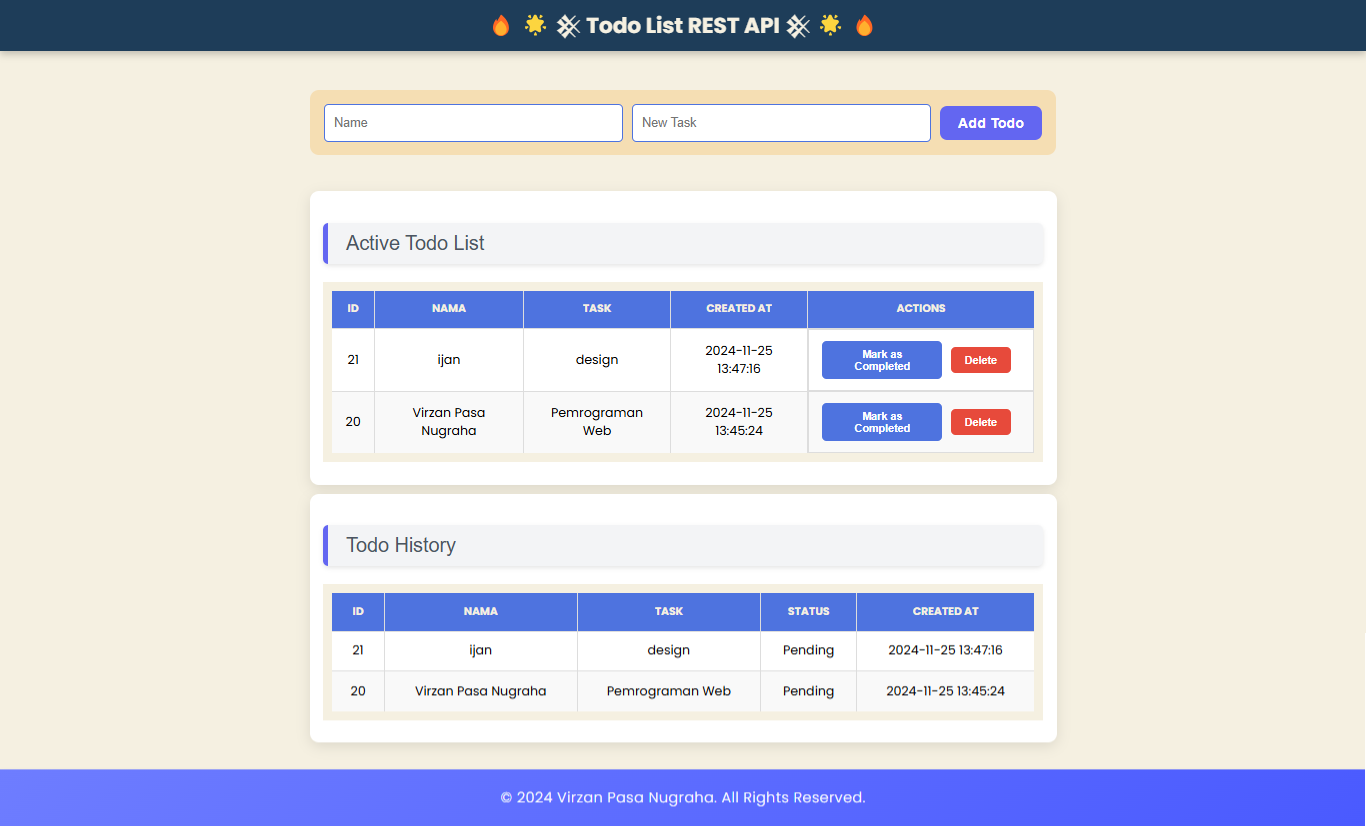 🔥 🌟 𒆜 Todo List REST API 𒆜 🌟 🔥
Name New Task Add Todo
Active Todo List
ID NAMA TASK CREATED AT ACTIONS
21 ijan design 2024-11-25 13:47:16 Mark as Completed Delete
20 Virzan Pasa Nugraha Pemrograman Web 2024-11-25 13:45:24 Mark as Completed Delete
Todo History
ID NAMA TASK STATUS CREATED AT
21 ijan design Pending 2024-11-25 13:47:16
20 Virzan Pasa Nugraha Pemrograman Web Pending 2024-11-25 13:45:24
© 2024 Virzan Pasa Nugraha. All Rights Reserved.